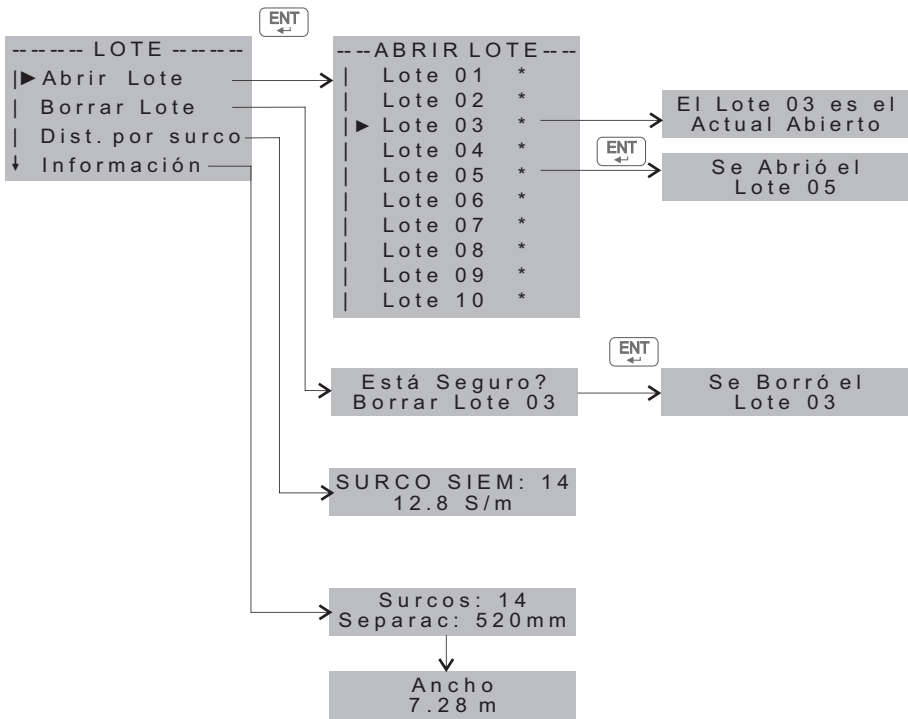 ENT
-- -- -- -- LOTE -- -- -- --
|►Abrir Lote
| Borrar Lote
| Dist. por surco
↓ Información
-- -- ABRIR LOTE -- --
| Lote 01 *
| Lote 02 *
|► Lote 03 *
| Lote 04 *
| Lote 05 *
| Lote 06 *
| Lote 07 *
| Lote 08 *
| Lote 09 *
| Lote 10 *
El Lote 03 es el
Actual Abierto
ENT
Se Abrió el
Lote 05
Está Seguro?
Borrar Lote 03
ENT
Se Borró el
Lote 03
SURCO SIEM: 14
12.8 S/m
Surcos: 14
Separac: 520mm
Ancho
7.28 m